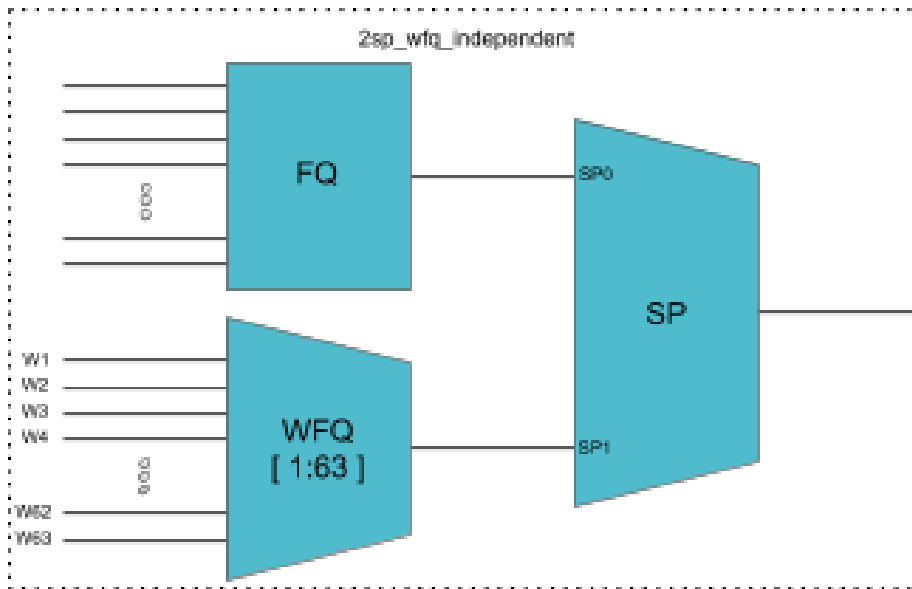 2sp_wfq_independent
FQ
SP0
SP
W1
W2
W3
W4
WFQ
[ 1:63 ]
SP1
W62
W63